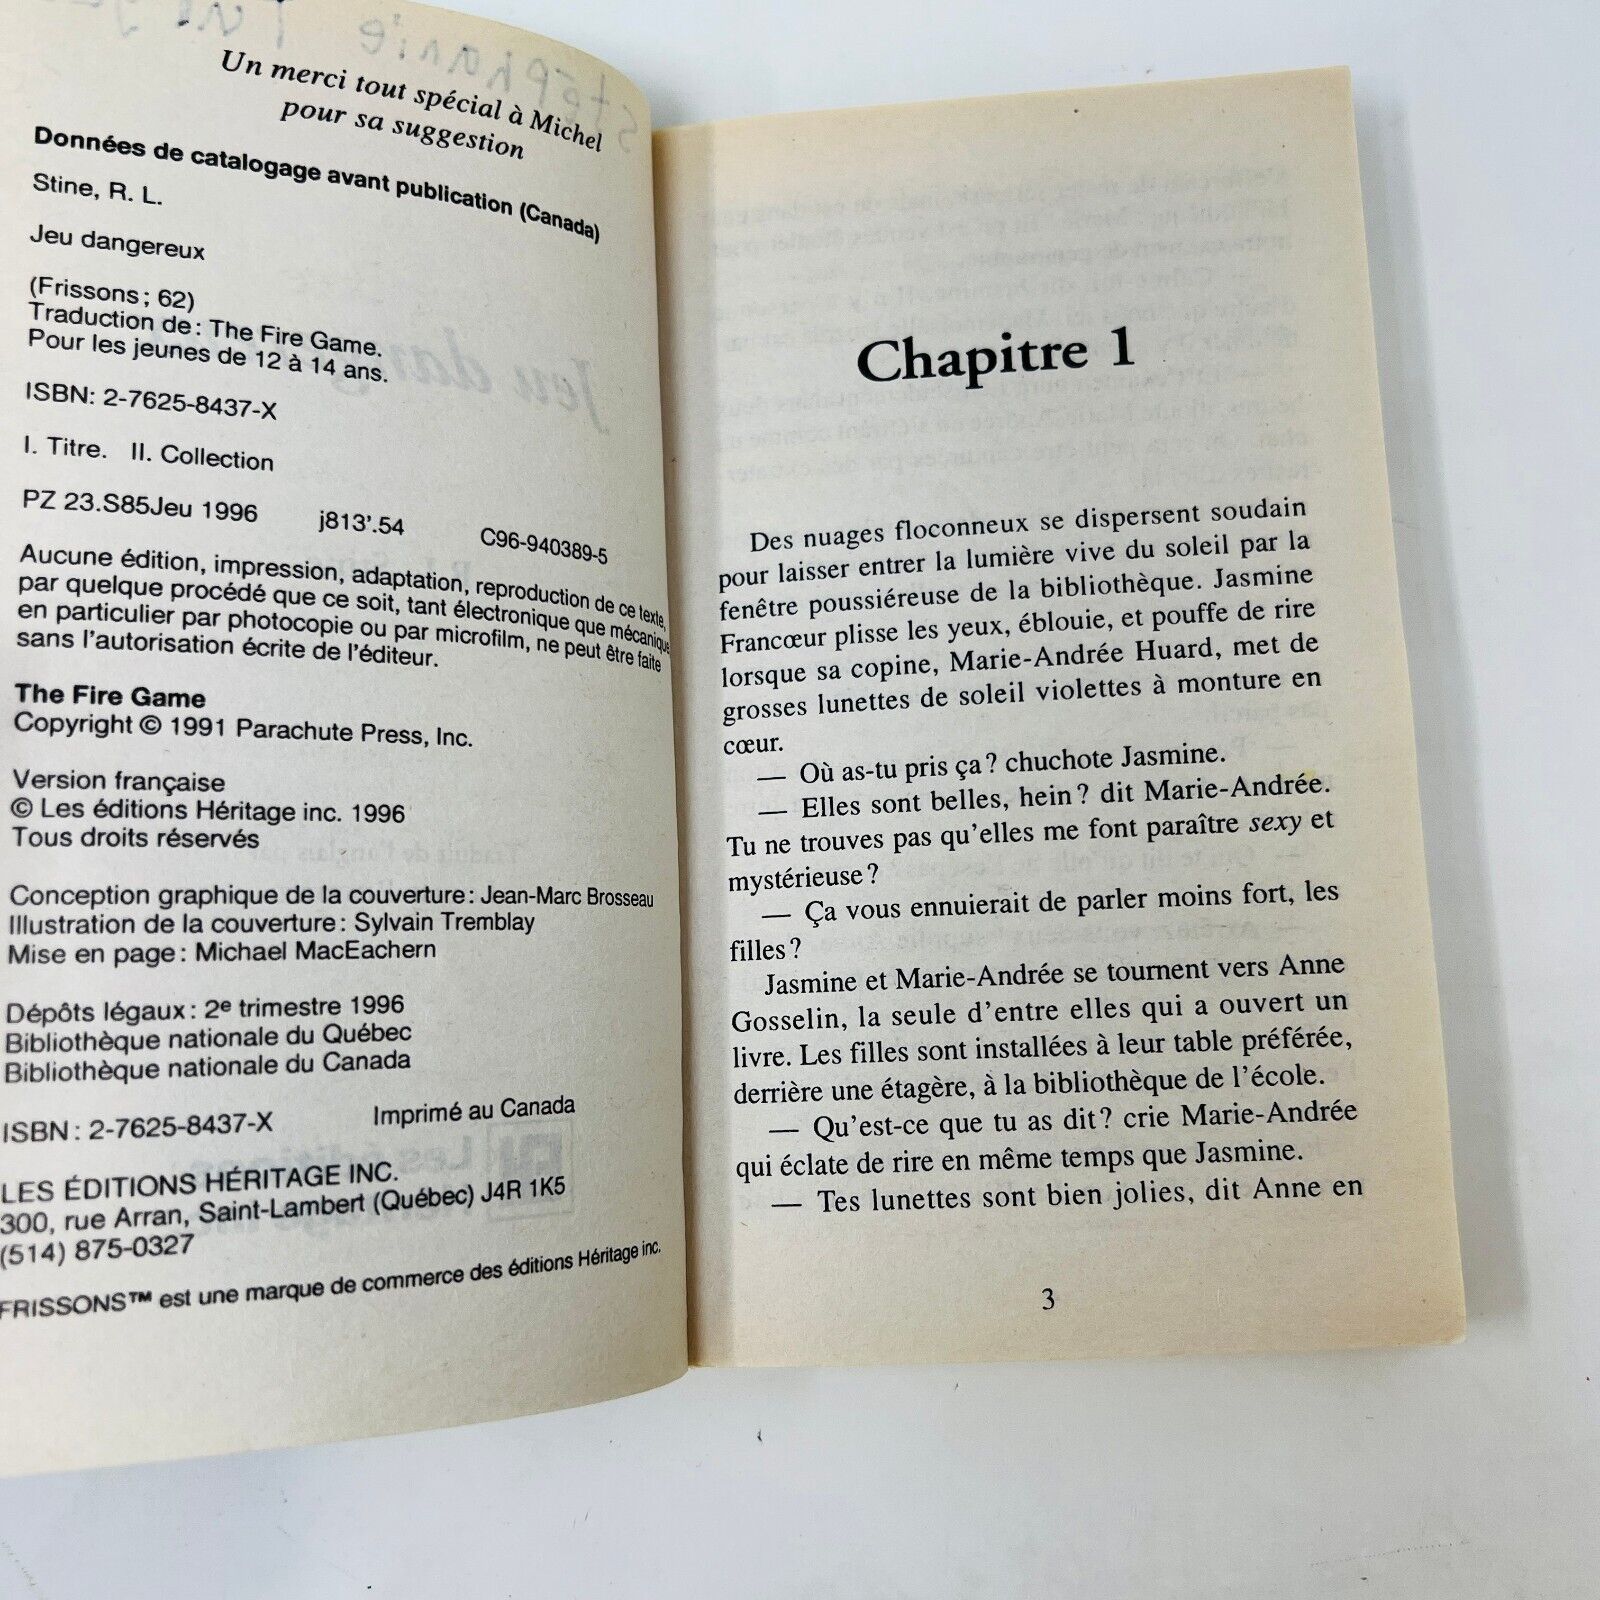 Un merci tout spécial à Michel
pour sa suggestion
Données de catalogage avant publication (Canada)
Stine, R. L.
Jeu dangereux
(Frissons ; 62)
Traduction de : The Fire Game.
Pour les jeunes de 12 à 14 ans.
ISBN: 2-7625-8437-X
I. Titre. II. Collection
PZ 23.S85Jeu 1996 j813'.54 C96-940389-5
Aucune édition, impression, adaptation, reproduction de ce texte,
par quelque procédé que ce soit, tant électronique que mécanique
en particulier par photocopie ou par microfilm, ne peut être faite
sans l'autorisation écrite de l'éditeur.
The Fire Game
Copyright © 1991 Parachute Press, Inc.
Version française
© Les éditions Héritage inc. 1996
Tous droits réservés
Conception graphique de la couverture : Jean-Marc Brosseau
Illustration de la couverture : Sylvain Tremblay
Mise en page : Michael MacEachern
Dépôts légaux : 2e trimestre 1996
Bibliothèque nationale du Québec
Bibliothèque nationale du Canada
ISBN : 2-7625-8437-X Imprimé au Canada
LES ÉDITIONS HÉRITAGE INC.
300, rue Arran, Saint-Lambert (Québec) J4R 1K5
(514) 875-0327
FRISSONS™ est une marque de commerce des éditions Héritage inc.
Chapitre 1
Des nuages floconneux se dispersent soudain
pour laisser entrer la lumière vive du soleil par la
fenêtre poussiéreuse de la bibliothèque. Jasmine
Francœur plisse les yeux, éblouie, et pouffe de rire
lorsque sa copine, Marie-Andrée Huard, met de
grosses lunettes de soleil violettes à monture en
cœur.
— Où as-tu pris ça ? chuchote Jasmine.
— Elles sont belles, hein ? dit Marie-Andrée.
Tu ne trouves pas qu'elles me font paraître sexy et
mystérieuse ?
— Ça vous ennuierait de parler moins fort, les
filles ?
Jasmine et Marie-Andrée se tournent vers Anne
Gosselin, la seule d'entre elles qui a ouvert un
livre. Les filles sont installées à leur table préférée,
derrière une étagère, à la bibliothèque de l'école.
— Qu'est-ce que tu as dit ? crie Marie-Andrée
qui éclate de rire en même temps que Jasmine.
— Tes lunettes sont bien jolies, dit Anne en
3